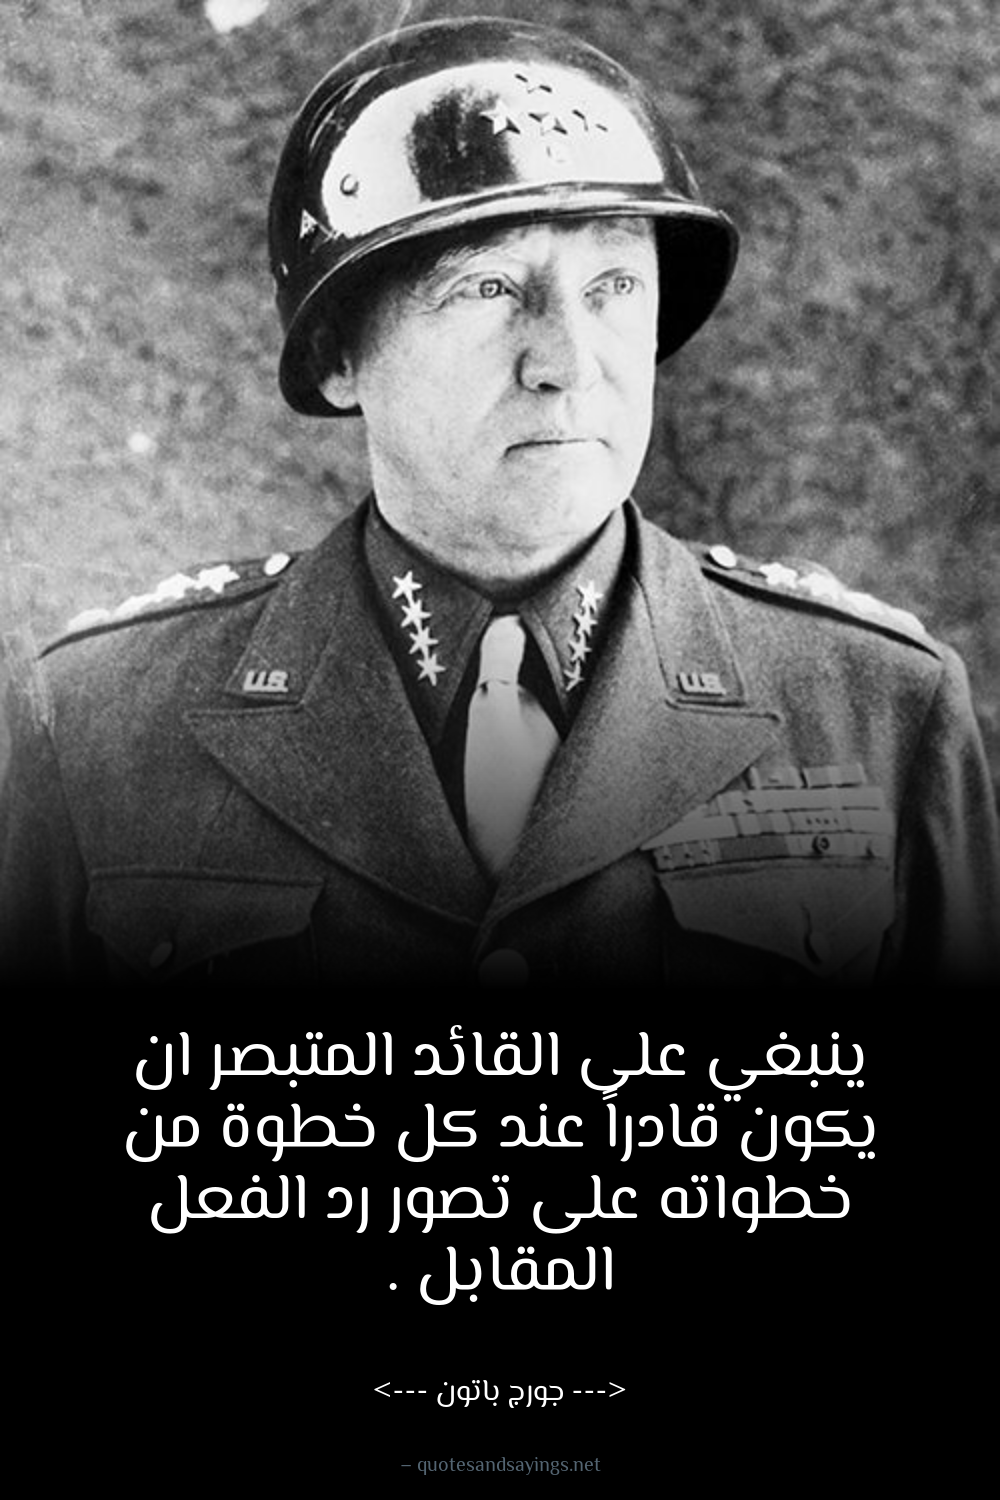 U.S.
U.S.
ينبغي على القائد المتبصر ان
يكون قادراً عند كل خطوة من
خطواته على تصور رد الفعل
المقابل .
<--- جورج باتون --->
– quotesandsayings.net